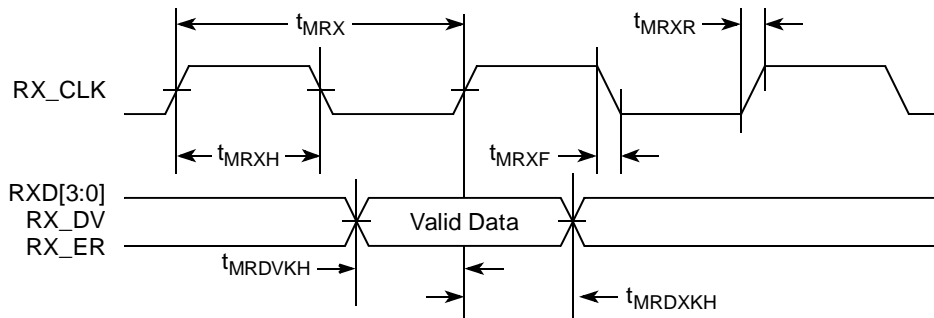 tMRX
tMRXR
RX_CLK
tMRXH
tMRXF
RXD[3:0]
RX_DV
Valid Data
RX_ER
tMRDVKH
tMRDXKH